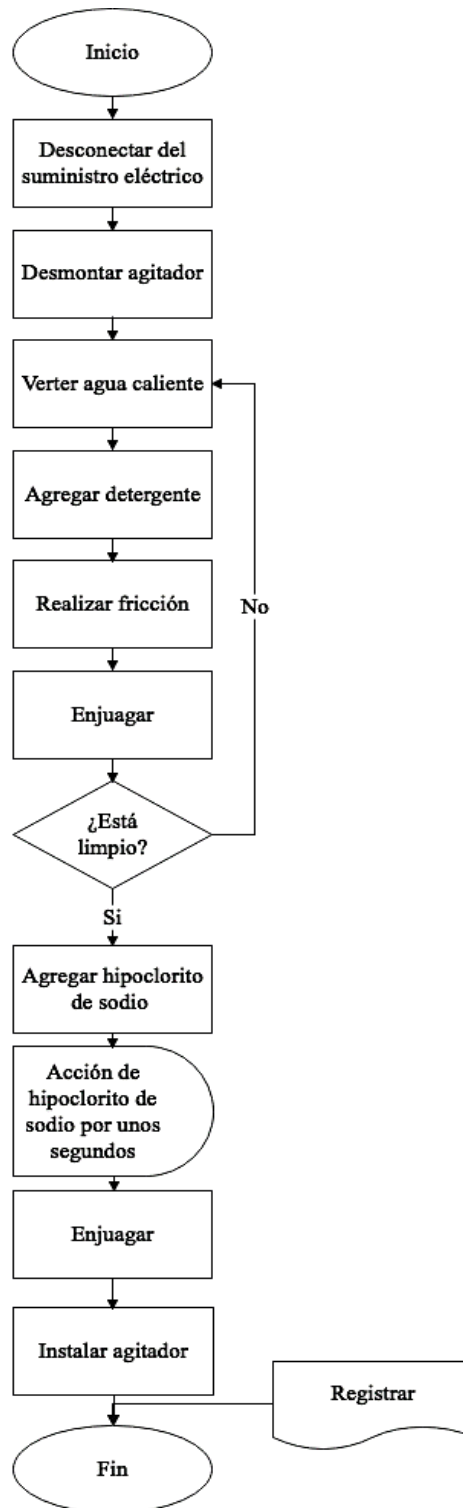 Inicio
Desconectar del
suministro eléctrico
Desmontar agitador
Verter agua caliente
Agregar detergente
Realizar fricción
No
Enjuagar
¿Está
limpio?
Si
Agregar hipoclorito
de sodio
Acción de
hipoclorito de
sodio por unos
segundos
Enjuagar
Instalar agitador
Registrar
Fin